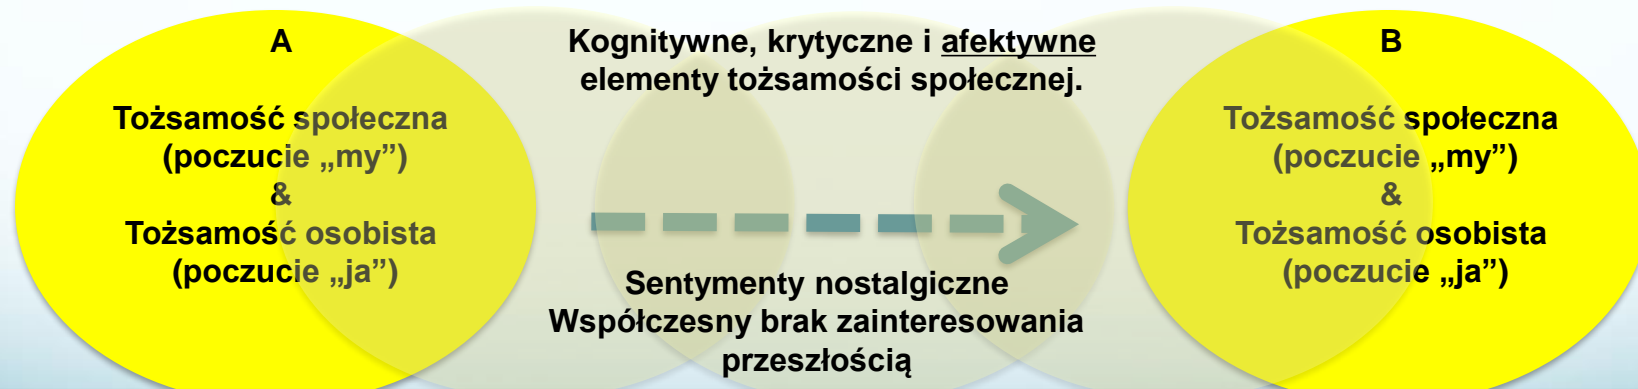 A
Tożsamość społeczna
(poczucie „my”)
&
Tożsamość osobista
(poczucie „ja”)
Kognitywne, krytyczne i afektywne
elementy tożsamości społecznej.
Sentymenty nostalgiczne
Współczesny brak zainteresowania
przeszłością
B
Tożsamość społeczna
(poczucie „my”)
&
Tożsamość osobista
(poczucie „ja”)